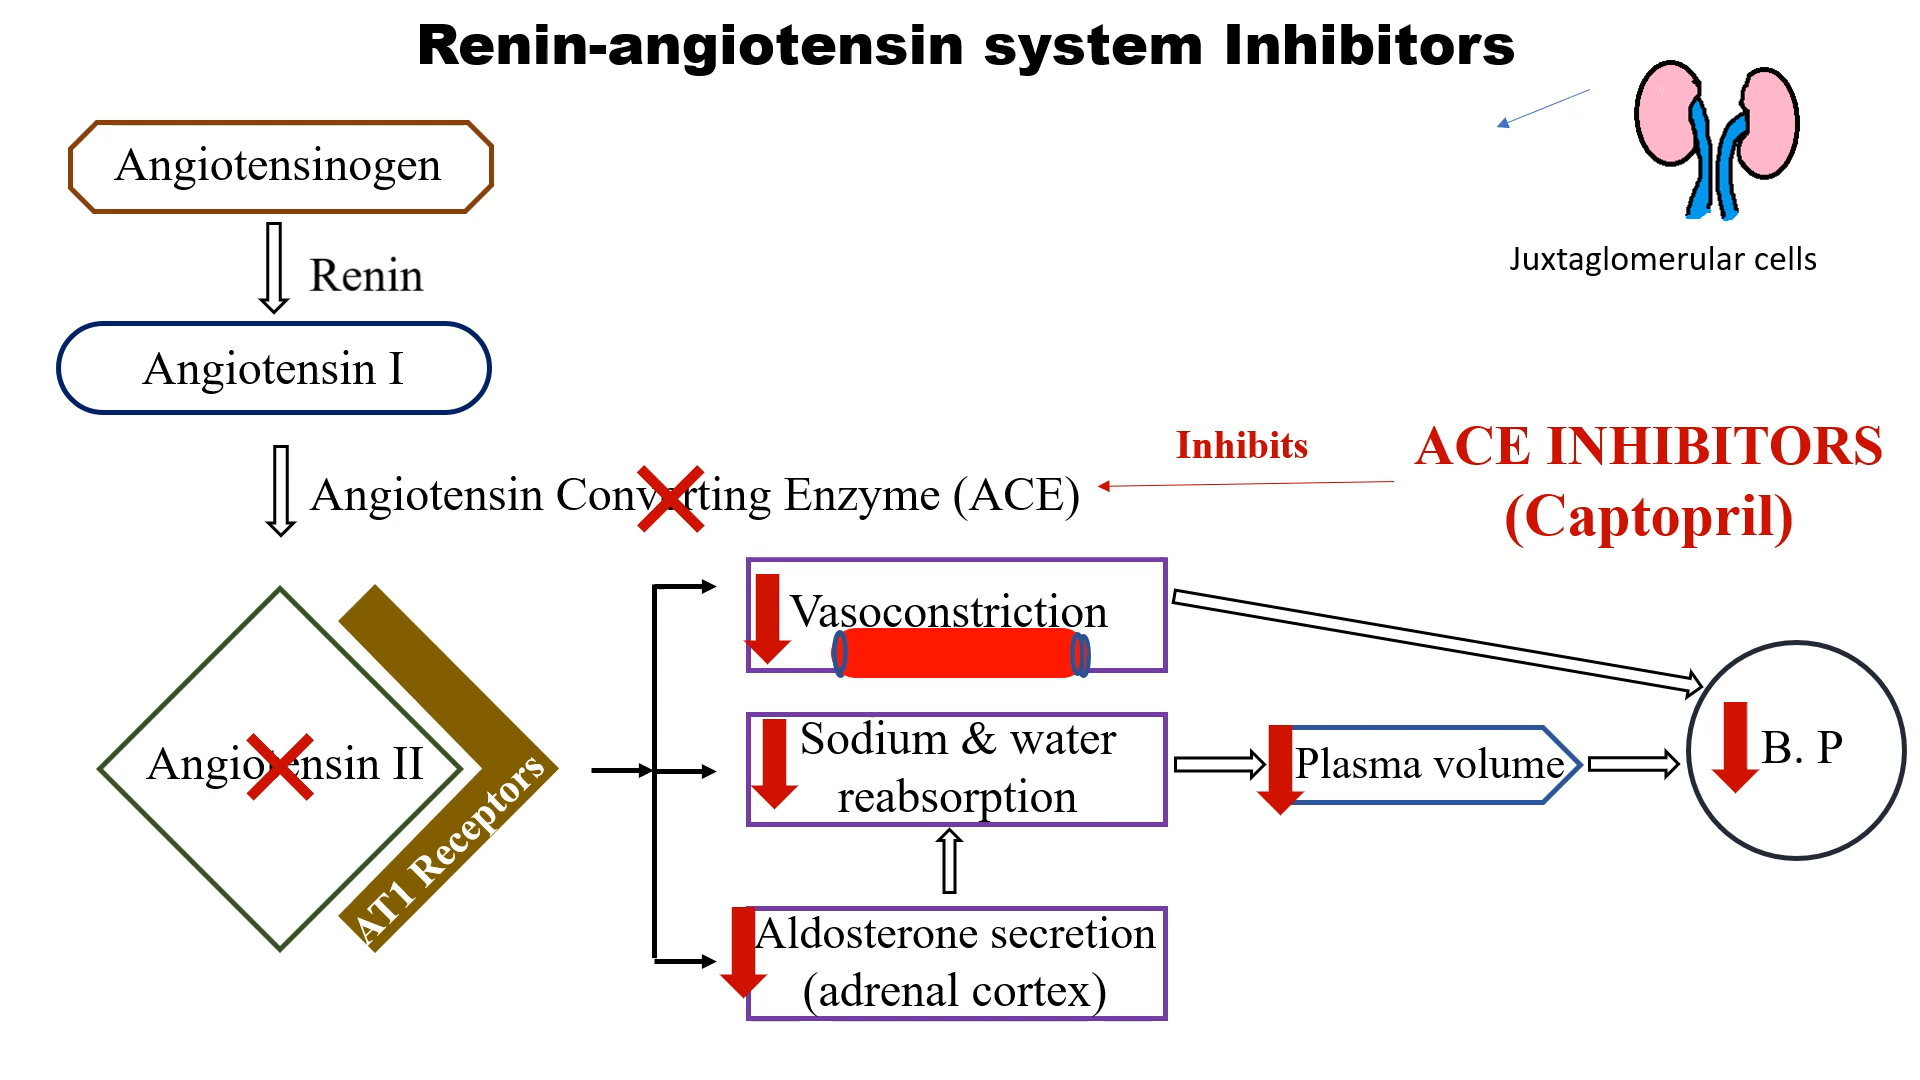 Renin-angiotensin system Inhibitors
Angiotensinogen
Renin
Juxtaglomerular cells
Angiotensin I
Inhibits
ACE INHIBITORS
(Captopril)
Angiotensin Converting Enzyme (ACE)
Vasoconstriction
Angiotensin II
AT1 Receptors
Sodium & water
reabsorption
Plasma volume
B. P
Aldosterone secretion
(adrenal cortex)